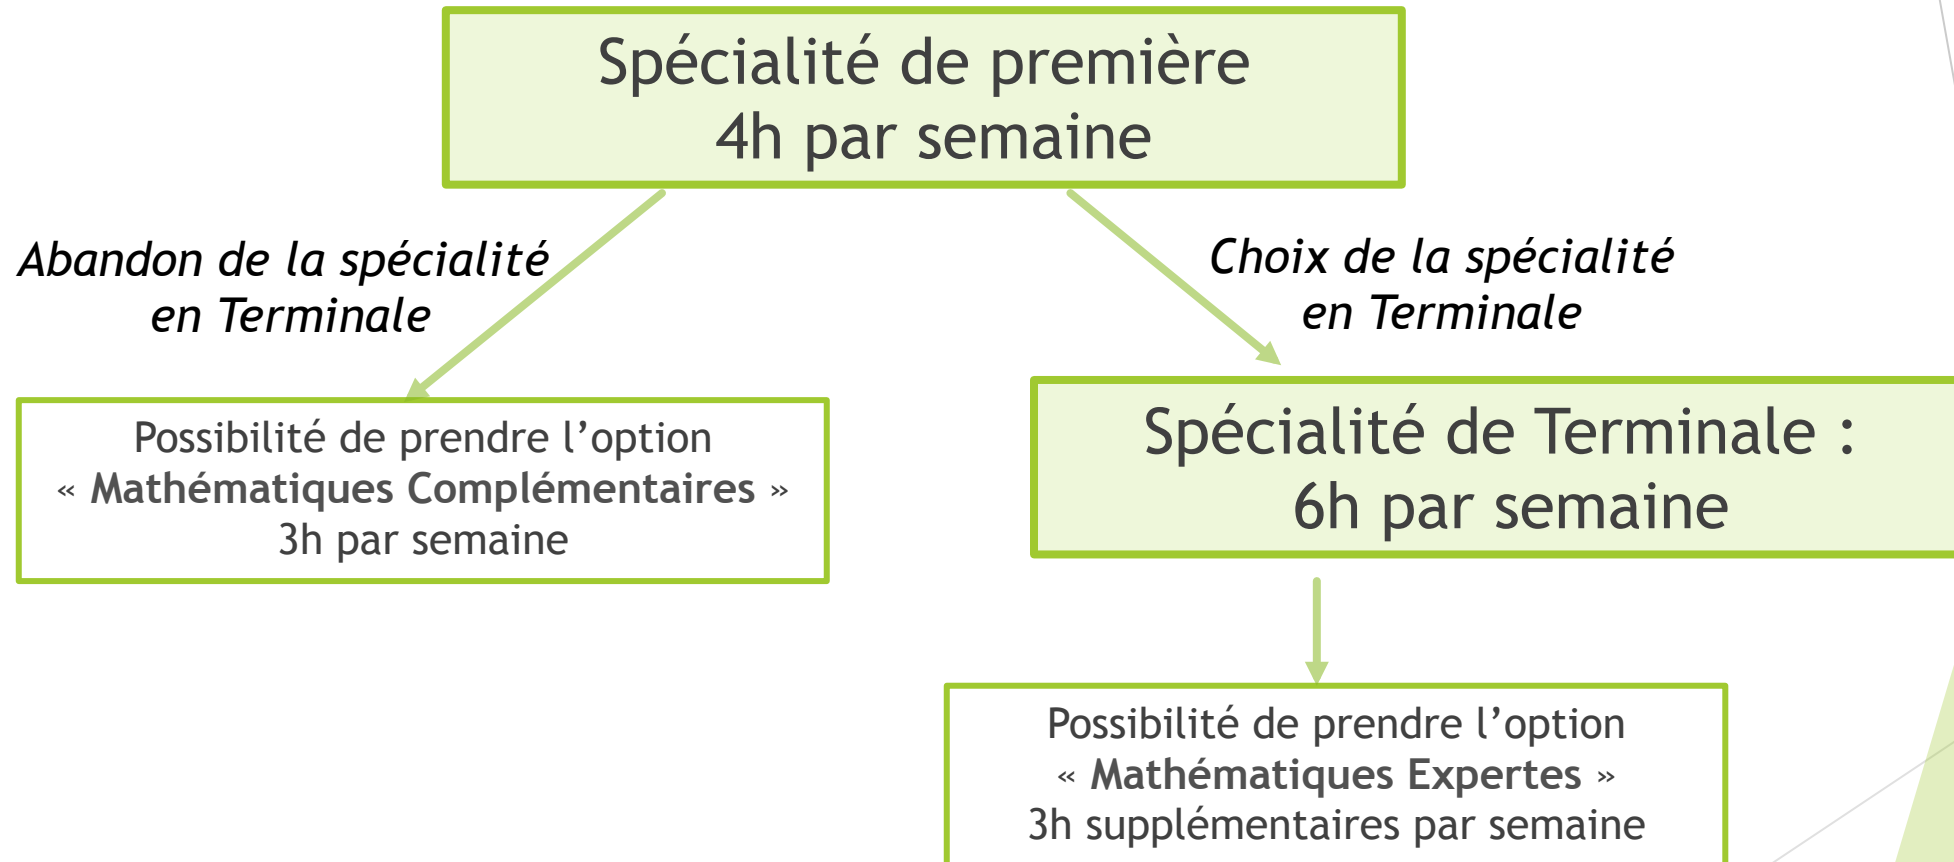 Spécialité de première
4h par semaine
Abandon de la spécialité
en Terminale
Choix de la spécialité
en Terminale
Possibilité de prendre l’option
« Mathématiques Complémentaires »
3h par semaine
Spécialité de Terminale :
6h par semaine
Possibilité de prendre l’option
« Mathématiques Expertes »
3h supplémentaires par semaine